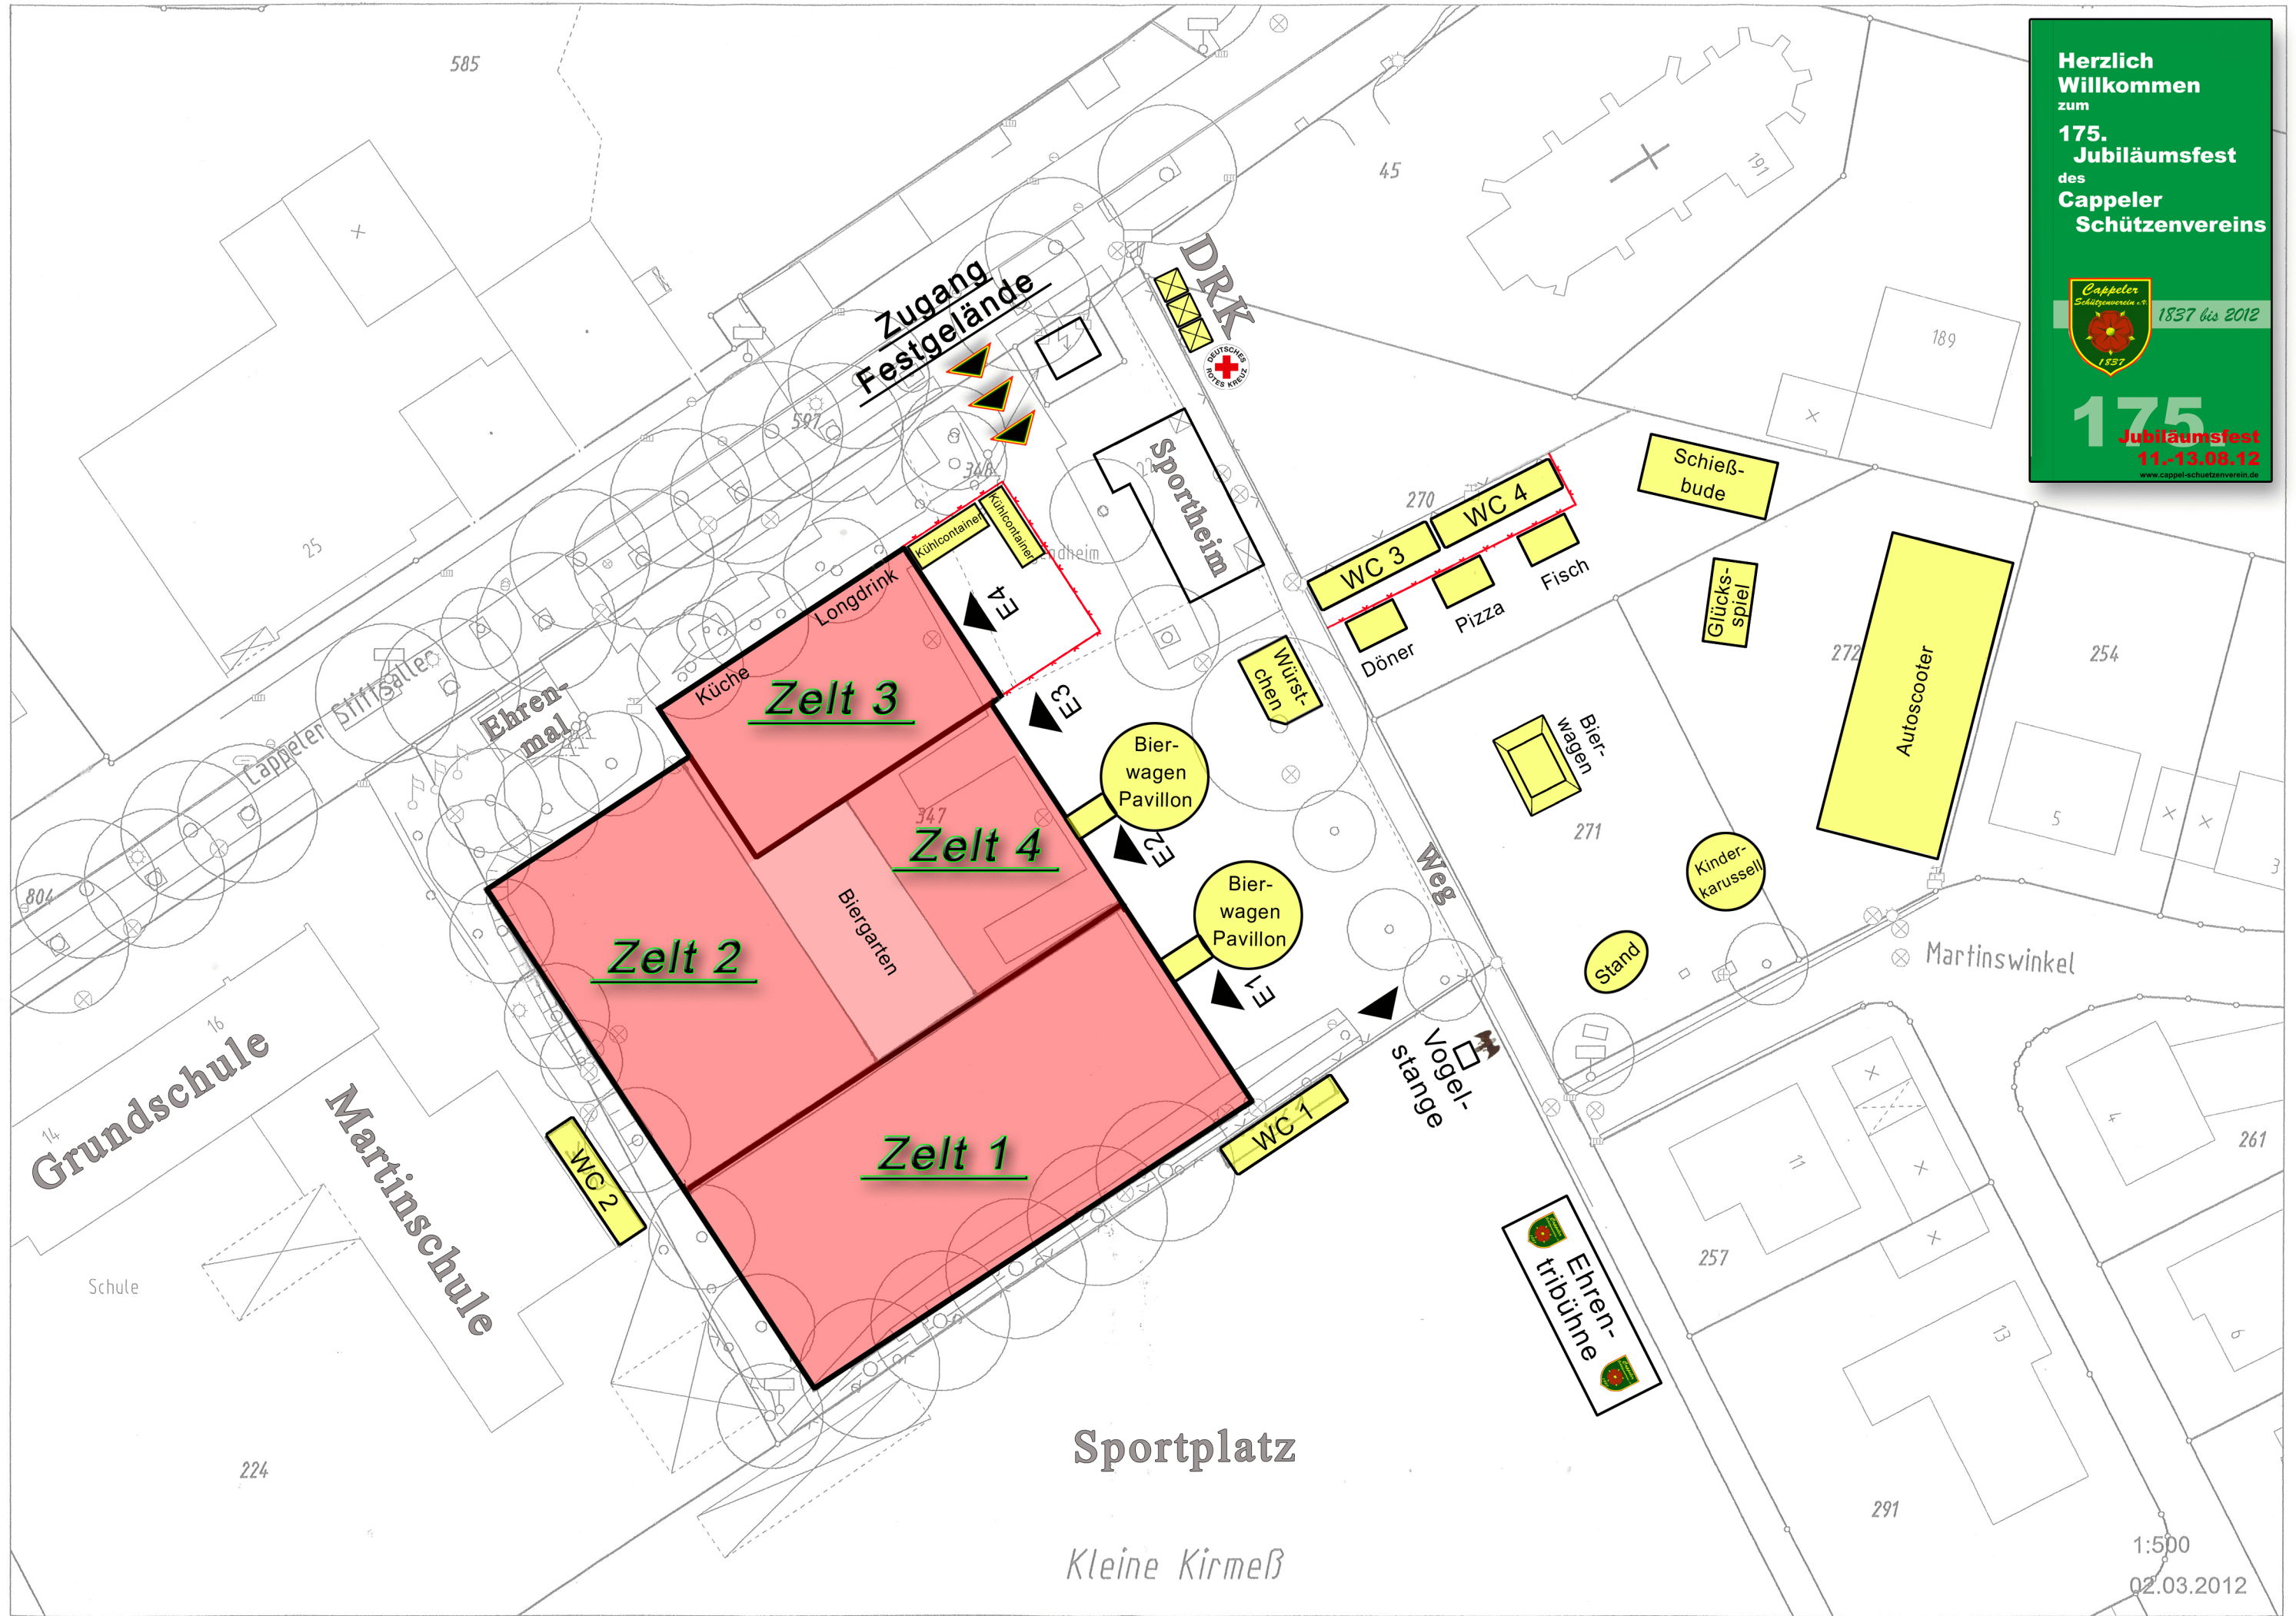 585
45
191
Herzlich
Willkommen
zum
175.
Jubiläumsfest
des
Cappeler
Schützenvereins
Cappeler
Schützenverein e.V.
1837
1837 bis 2012
175.
Jubiläumsfest
11.-13.08.12
www.cappel-schuetzenverein.de
Zugang
Festgelände
DRK
DEUTSCHES
ROTES KREUZ
189
597
348
Sportheim
270
WC 4
WC 3
Schieß-
bude
Fisch
Pizza
Döner
Glücks-
spiel
25
Kühlcontainer
Kühlcontainer
Longdrink
E4
Küche
Zelt 3
E3
Würst-
chen
272
254
Autoscooter
Cappeler Stiftsallee
Ehren-
mal
Bier-
wagen
Pavillon
Bier-
wagen
271
5
3
347
Zelt 4
E2
Weg
Kinder-
karussell
804
Biergarten
Bier-
wagen
Pavillon
Zelt 2
Stand
Martinswinkel
E1
16
14
Grundschule
Martinschule
Vogel-
stange
WC 1
Zelt 1
WC 2
11
4
261
Schule
257
Ehren-
tribühne
13
6
Sportplatz
224
291
Kleine Kirmeß
1:500
02.03.2012